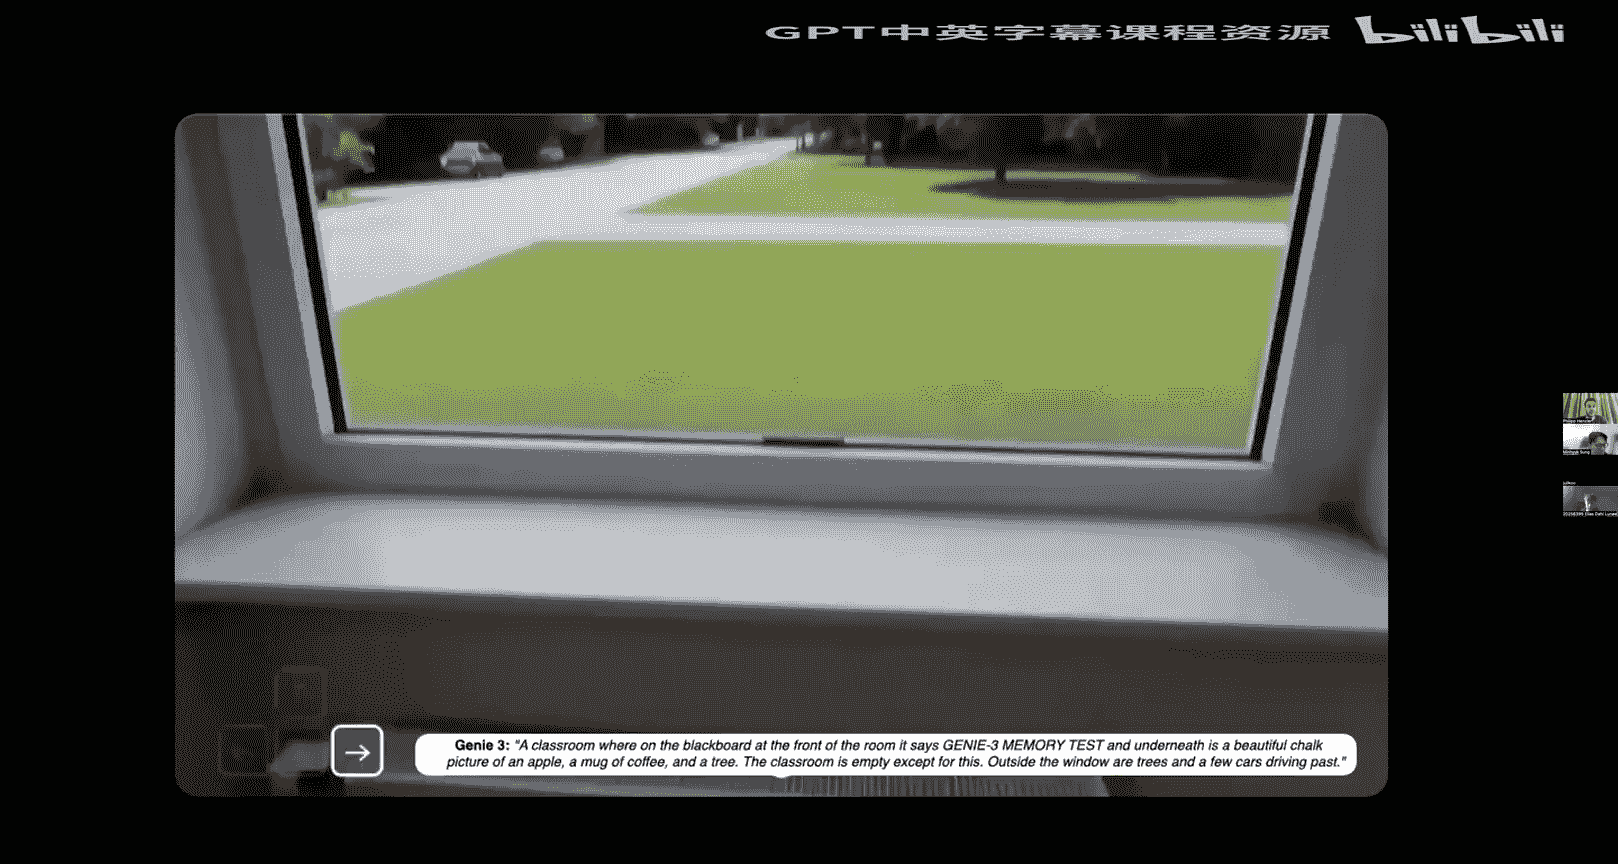 GPT中英字幕课程资源 bilibili
Genie 3: "A classroom where on the blackboard at the front of the room it says GENIE-3 MEMORY TEST and underneath is a beautiful chalk
picture of an apple, a mug of coffee, and a tree. The classroom is empty except for this. Outside the window are trees and a few cars driving past."